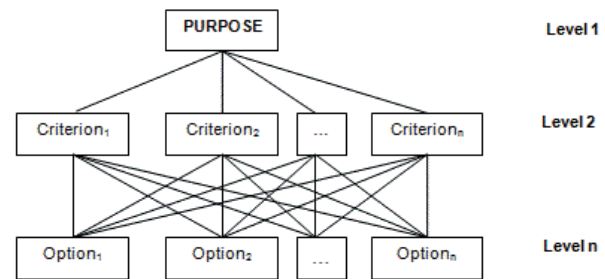 PURPOSE
Level 1
Criterion₁
Criterion₂
...
Criterionₙ
Level 2
Option₁
Option₂
...
Optionₙ
Level n